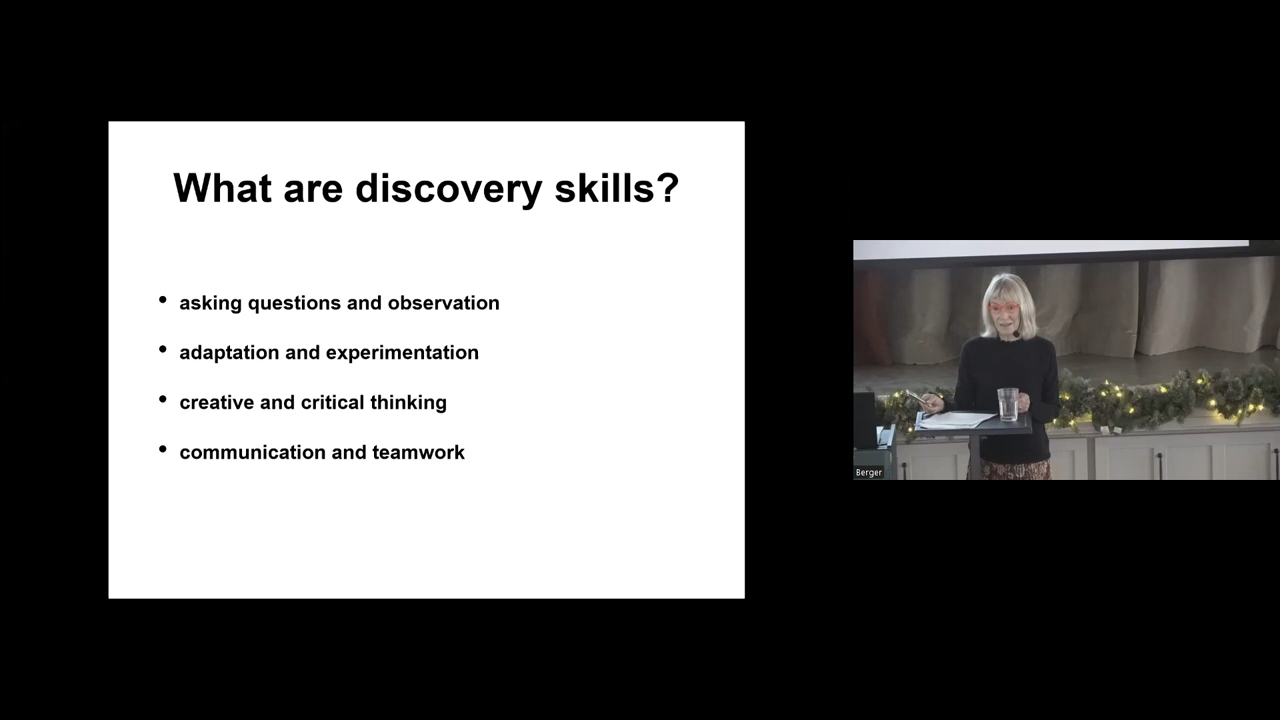 What are discovery skills?
• asking questions and observation
• adaptation and experimentation
• creative and critical thinking
• communication and teamwork
Berger